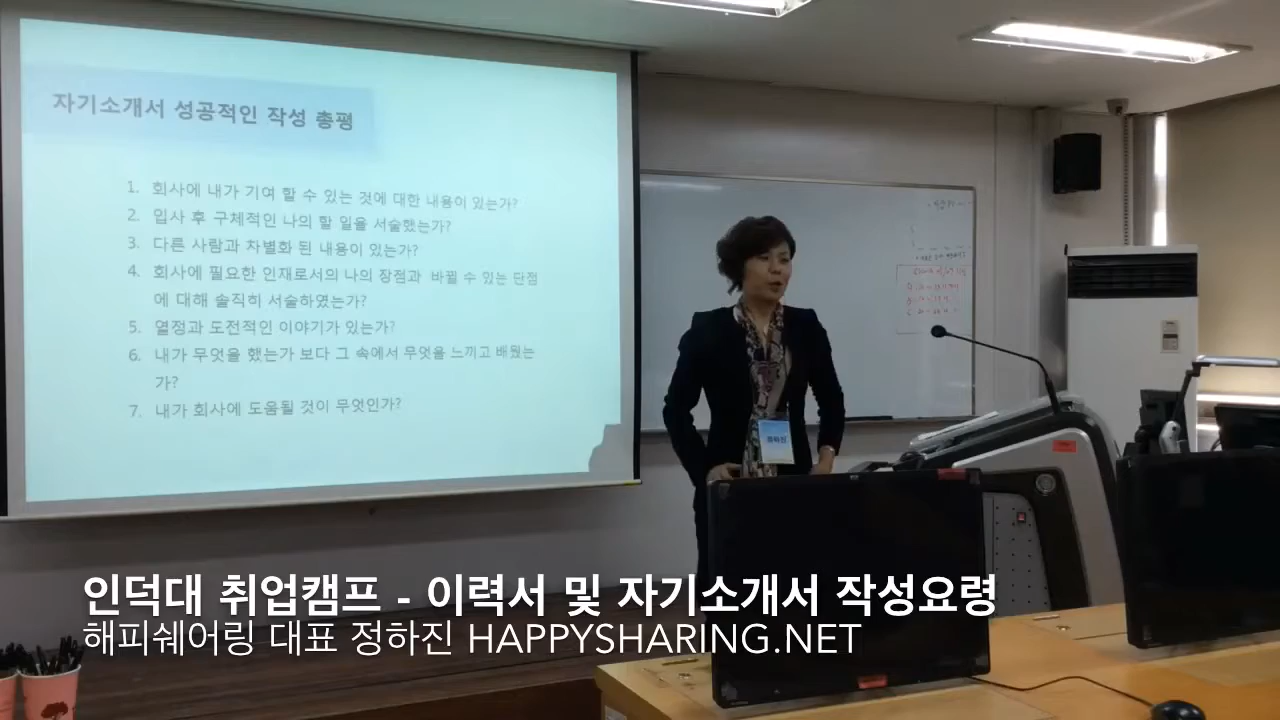 자기소개서 성공적인 작성 총평
1. 회사에 내가 기여 할 수 있는 것에 대한 내용이 있는가?
2. 입사 후 구체적인 나의 할 일을 서술했는가?
3. 다른 사람과 차별화 된 내용이 있는가?
4. 회사에 필요한 인재로서의 나의 장점과 바뀔 수 있는 단점
에 대해 솔직히 서술하였는가?
5. 열정과 도전적인 이야기가 있는가?
6. 내가 무엇을 했는가 보다 그 속에서 무엇을 느끼고 배웠는
가?
7. 내가 회사에 도움될 것이 무엇인가?
인덕대 취업캠프 - 이력서 및 자기소개서 작성요령
해피쉐어링 대표 정하진 HAPPYSHARING.NET